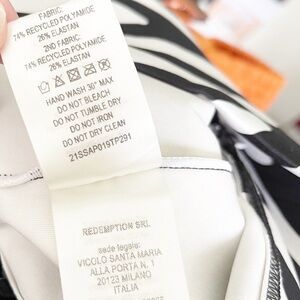 FABRIC:
74% RECYCLED POLYAMIDE
26% ELASTAN
2ND FABRIC:
74% RECYCLED POLYAMIDE
26% ELASTAN
HAND WASH 30° MAX
DO NOT BLEACH
DO NOT TUMBLE DRY
DO NOT IRON
DO NOT DRY CLEAN
21SSAP019TP291
REDEMPTION SRL
sede legale:
VICOLO SANTA MARIA
ALLA PORTA N. 1
20123 MILANO
ITALIA